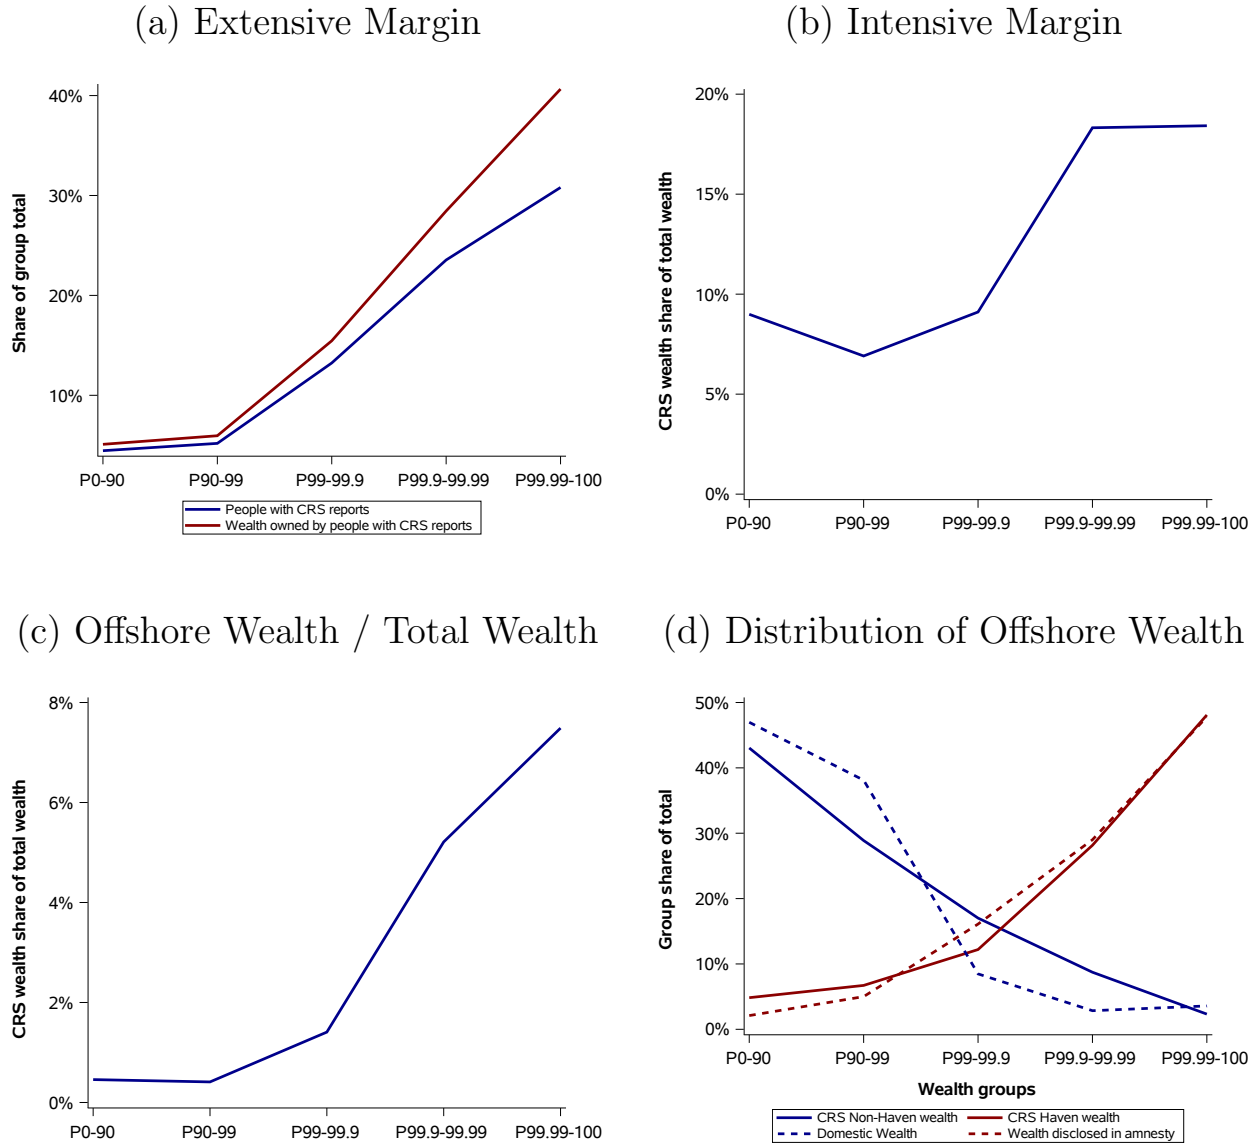 (a) Extensive Margin
40%
30%
20%
10%
Share of group total
P0-90 P90-99 P99-99.9 P99.9-99.99 P99.99-100
People with CRS reports
Wealth owned by people with CRS reports
(b) Intensive Margin
20%
15%
10%
5%
0%
CRS wealth share of total wealth
P0-90 P90-99 P99-99.9 P99.9-99.99 P99.99-100
(c) Offshore Wealth / Total Wealth
8%
6%
4%
2%
0%
CRS wealth share of total wealth
P0-90 P90-99 P99-99.9 P99.9-99.99 P99.99-100
(d) Distribution of Offshore Wealth
50%
40%
30%
20%
10%
0%
Group share of total
P0-90 P90-99 P99-99.9 P99.9-99.99 P99.99-100
Wealth groups
CRS Non-Haven wealth CRS Haven wealth
Domestic Wealth Wealth disclosed in amnesty